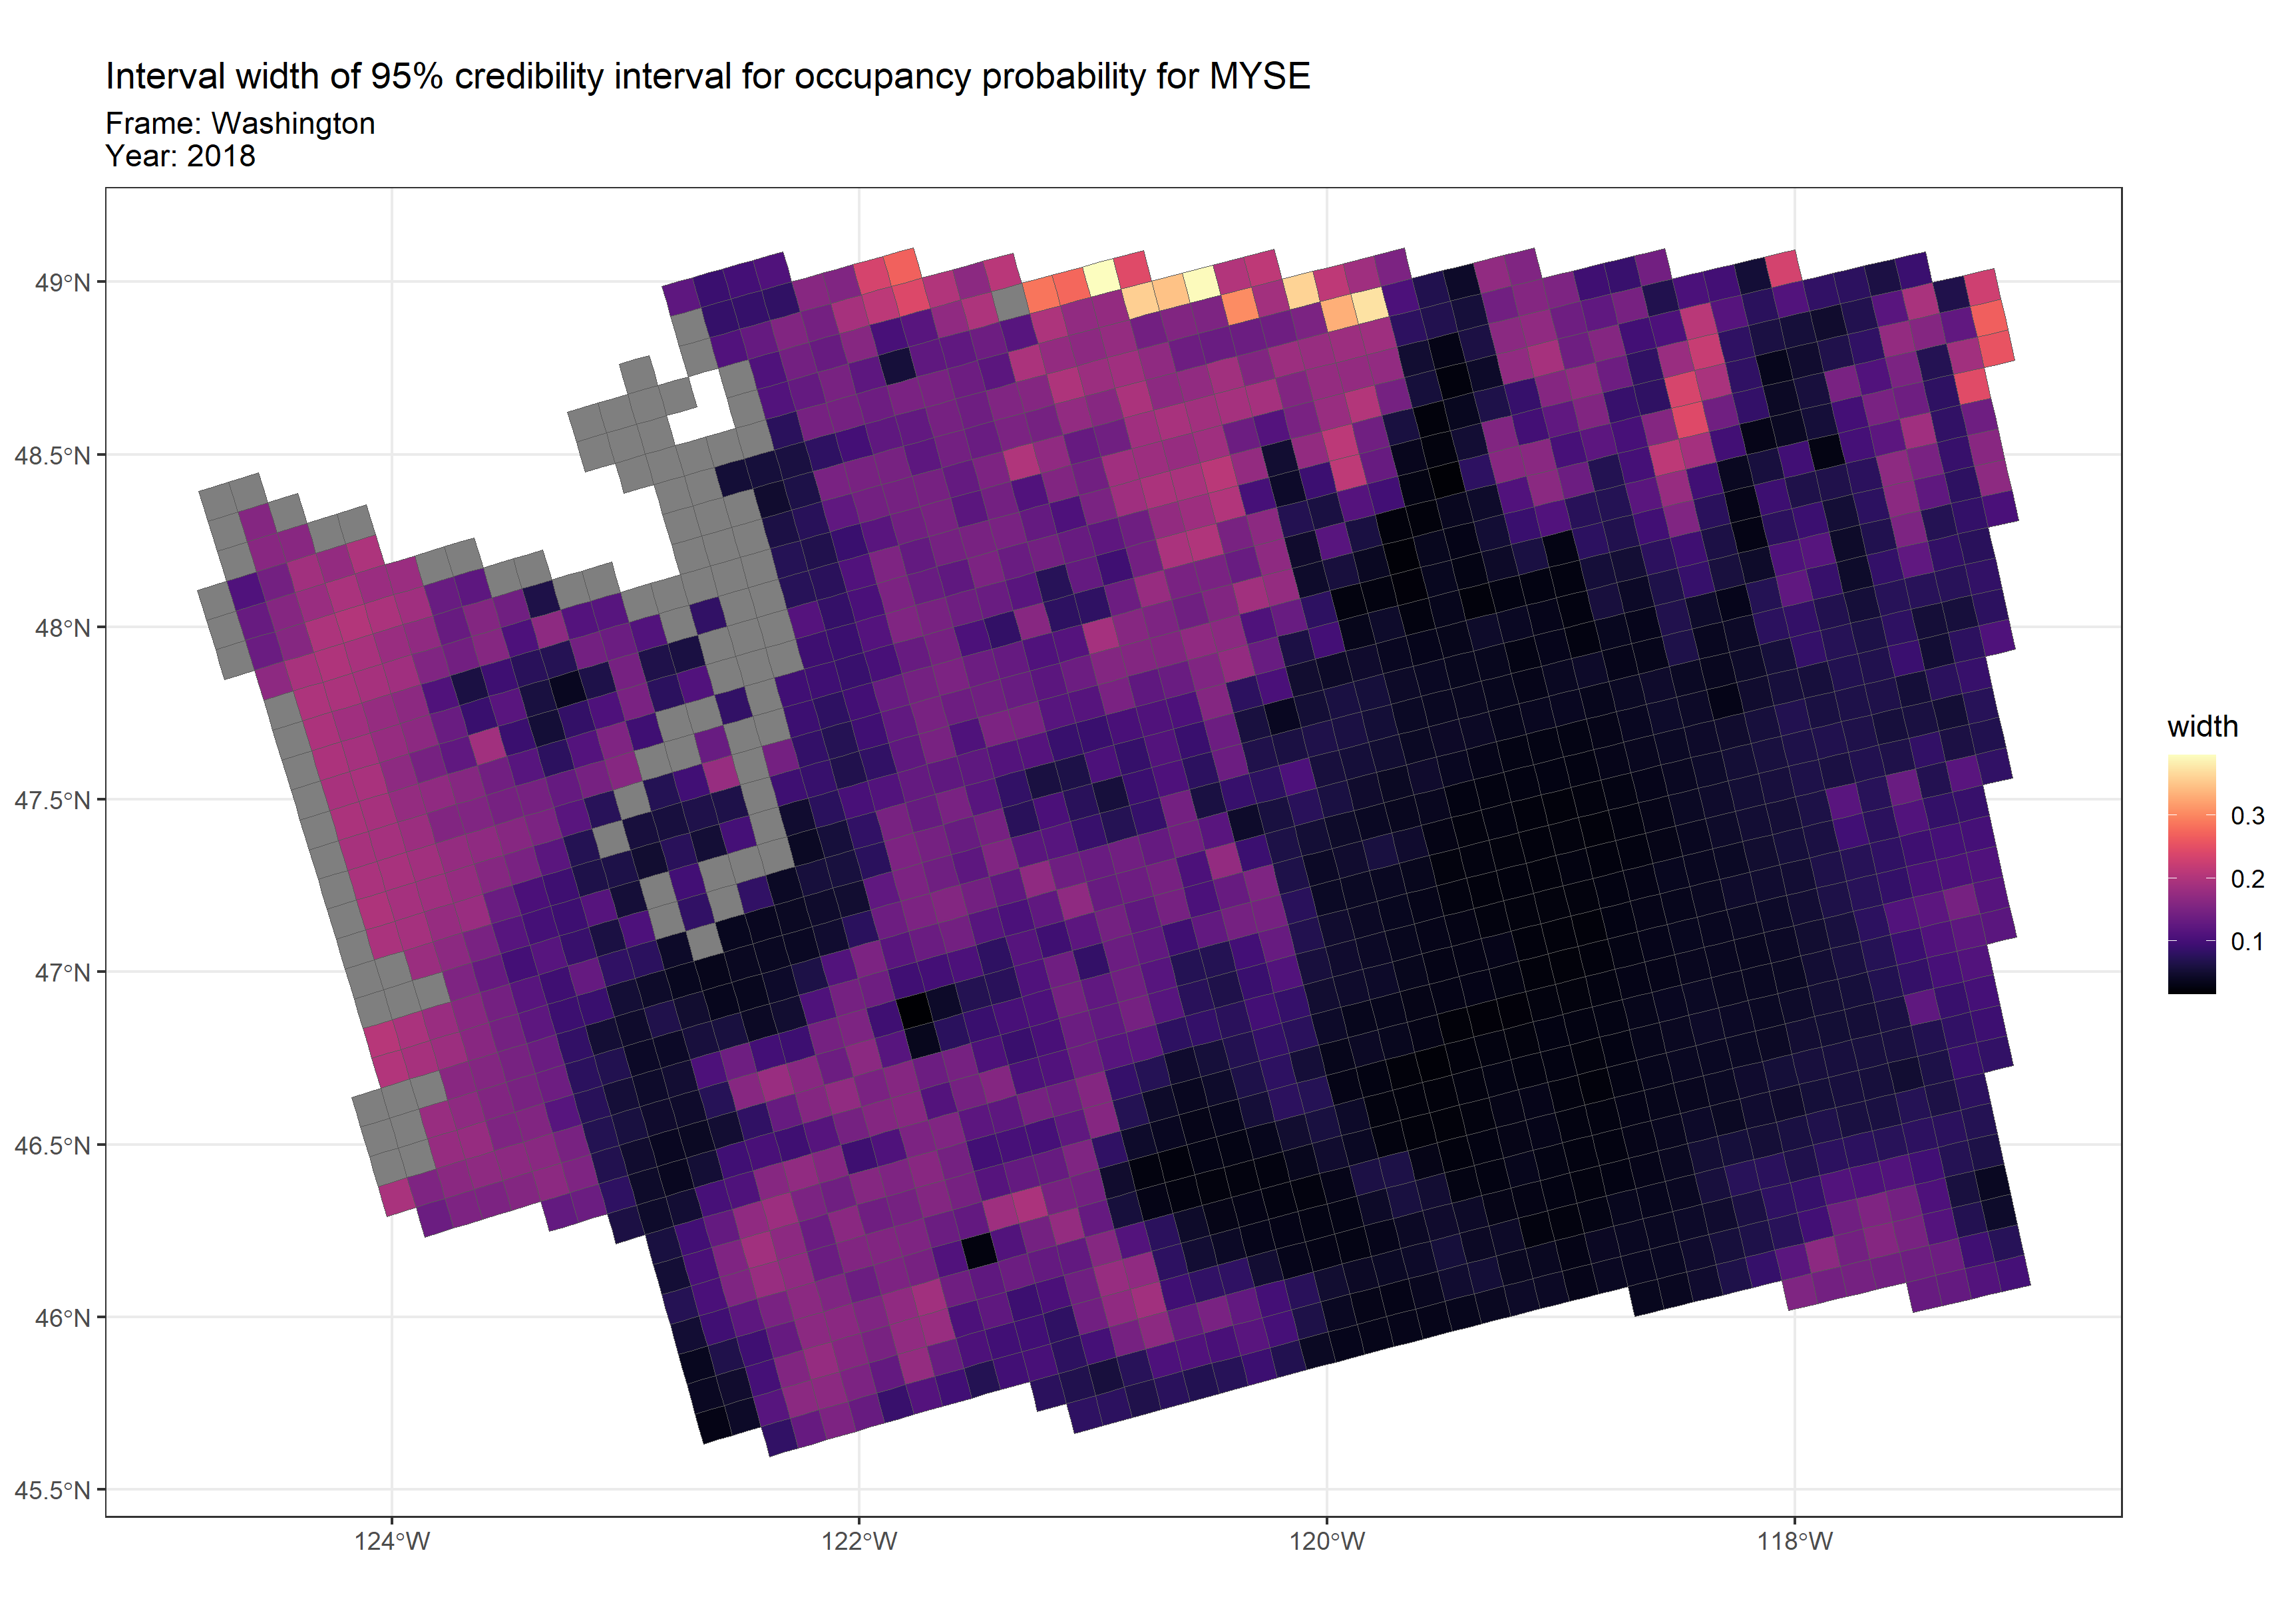 Interval width of 95% credibility interval for occupancy probability for MYSE
Frame: Washington
Year: 2018
49°N
48.5°N
48°N
47.5°N
47°N
46.5°N
46°N
45.5°N
124°W
122°W
120°W
118°W
width
0.3
0.2
0.1